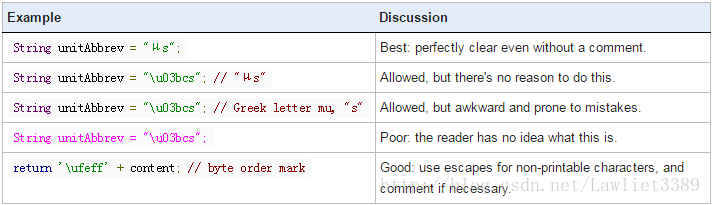 Example Discussion
String unitAbbrev = "μs"; Best: perfectly clear even without a comment.
String unitAbbrev = "\u03bcs"; // "μs" Allowed, but there's no reason to do this.
String unitAbbrev = "\u03bcs"; // Greek letter mu, "s" Allowed, but awkward and prone to mistakes.
String unitAbbrev = "\u03bcs"; Poor: the reader has no idea what this is.
return '\ufeff' + content; // byte order mark Good: use escapes for non-printable characters, and
comment if necessary.
http://blog.csdn.net/Lawliet3389